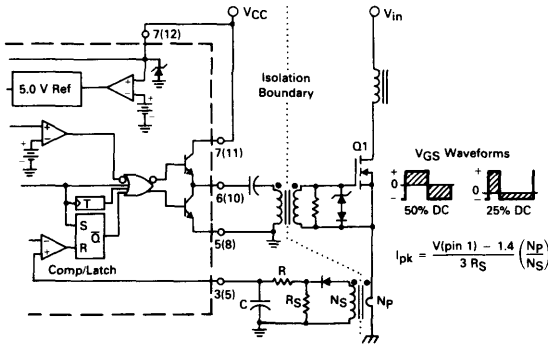 VCC
Vin
7(12)
Isolation
Boundary
5.0 V Ref
+
−
+
−
+
−
+
−
7(11)
Q1
VGS Waveforms
+
0
−
+
0
−
50% DC
25% DC
6(10)
T
S
Q̅
R
5(8)
Ipk = V(pin 1) − 1.4 / 3 RS (NP/NS)
−
+
Comp/Latch
3(5)
R
C
RS
NS
NP